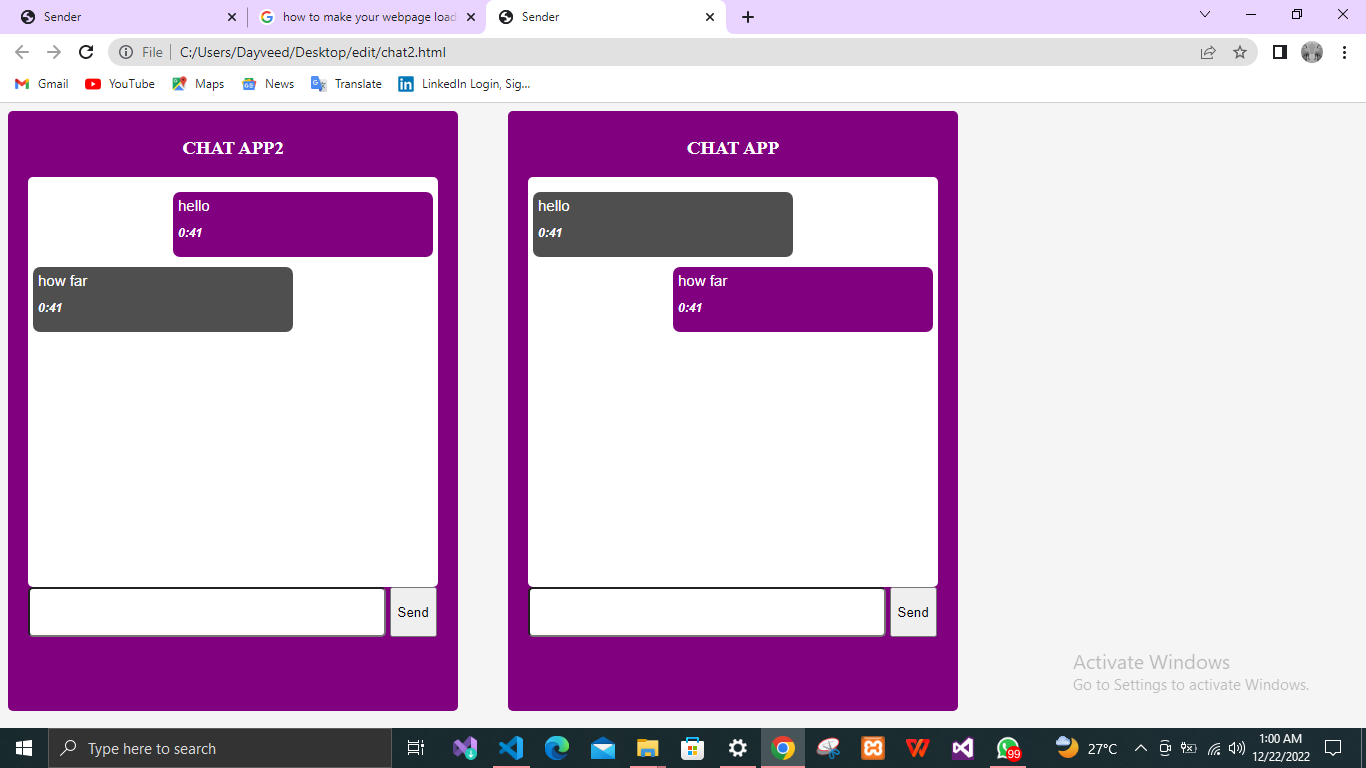 Sender
how to make your webpage load
Sender
File
C:/Users/Dayveed/Desktop/edit/chat2.html
Gmail
YouTube
Maps
News
Translate
LinkedIn Login, Sig...
CHAT APP2
hello
0:41
how far
0:41
Send
CHAT APP
hello
0:41
how far
0:41
Send
Activate Windows
Go to Settings to activate Windows.
Type here to search
99
27°C
1:00 AM
12/22/2022